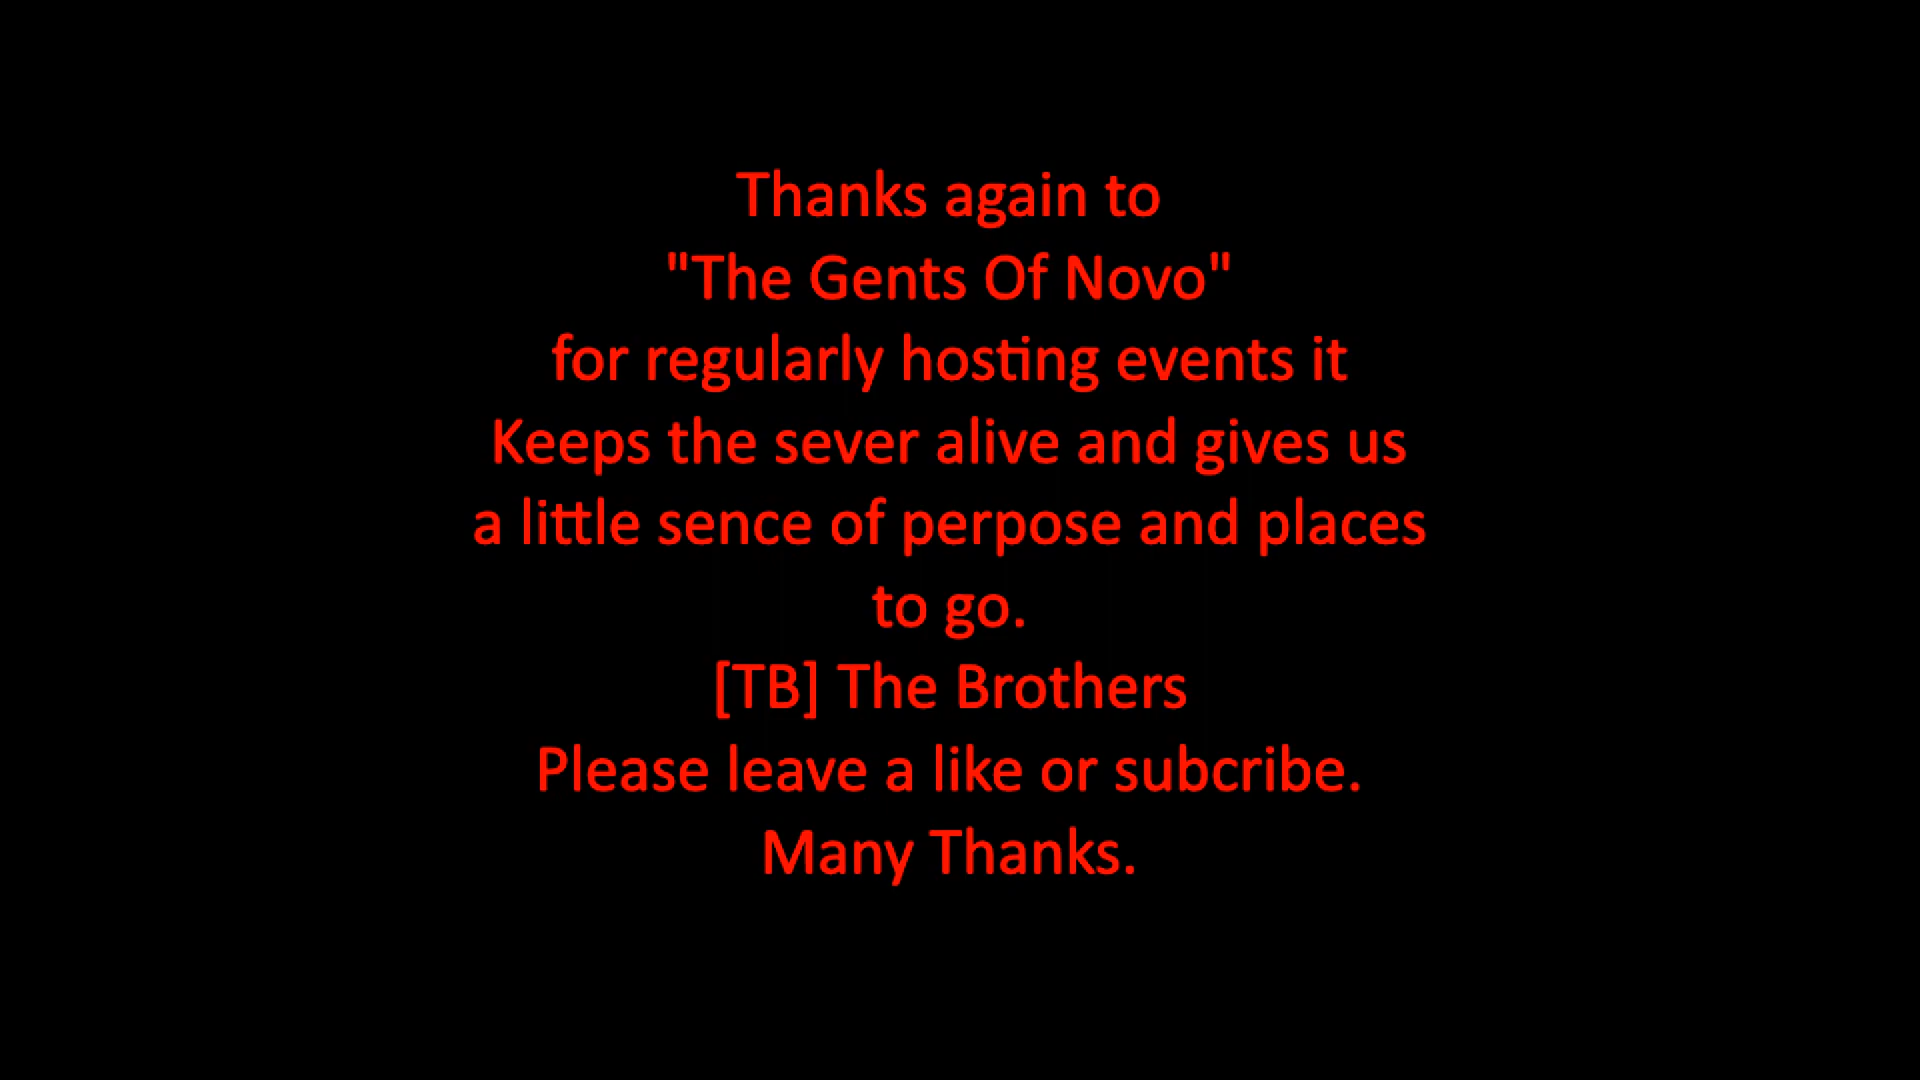 Thanks again to
"The Gents Of Novo"
for regularly hosting events it
Keeps the sever alive and gives us
a little sence of perpose and places
to go.
[TB] The Brothers
Please leave a like or subcribe.
Many Thanks.